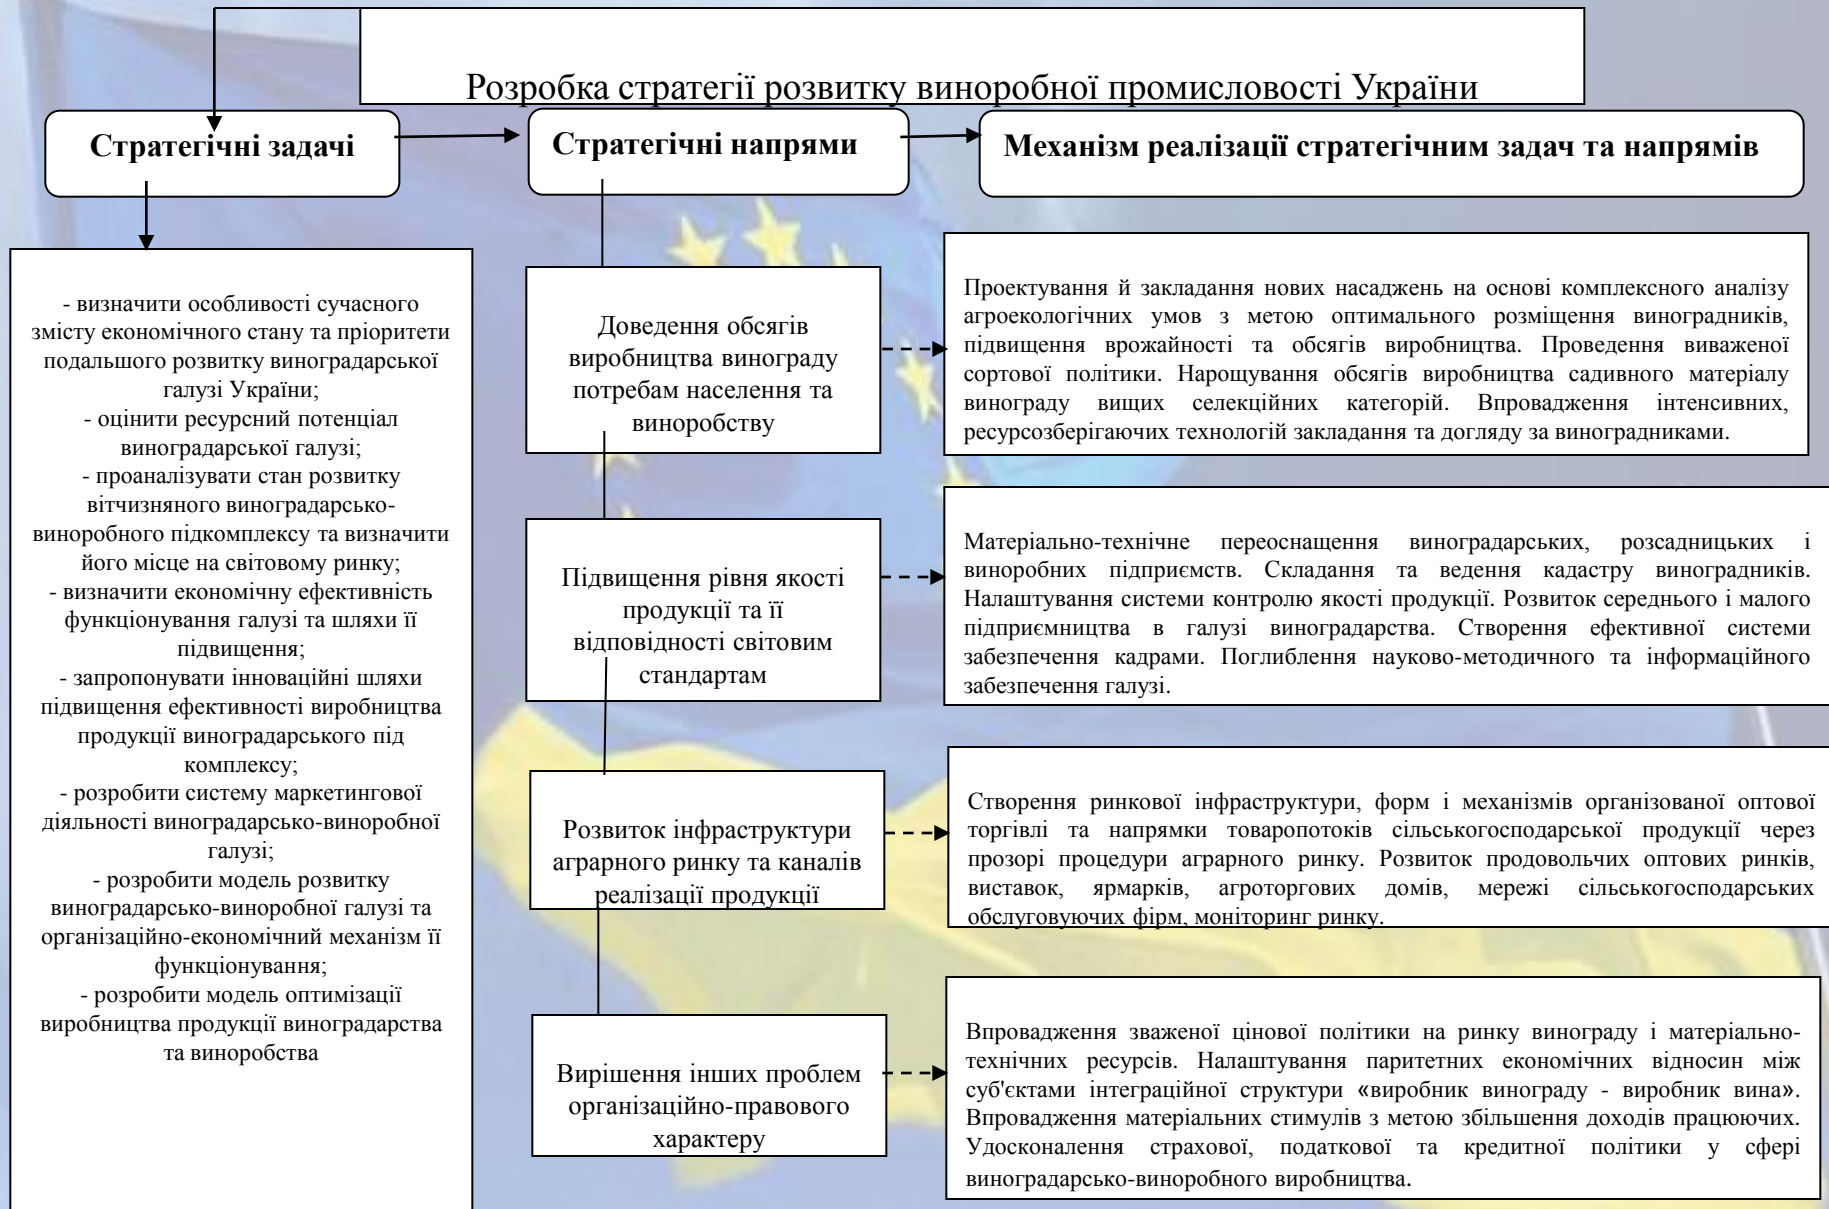 Розробка стратегії розвитку виноробної промисловості України
Стратегічні задачі
Стратегічні напрями
Механізм реалізації стратегічним задач та напрямів
- визначити особливості сучасного
змісту економічного стану та пріоритети
подальшого розвитку виноградарської
галузі України;
- оцінити ресурсний потенціал
виноградарської галузі;
- проаналізувати стан розвитку
вітчизняного виноградарсько-
виноробного підкомплексу та визначити
його місце на світовому ринку;
- визначити економічну ефективність
функціонування галузі та шляхи її
підвищення;
- запропонувати інноваційні шляхи
підвищення ефективності виробництва
продукції виноградарського під
комплексу;
- розробити систему маркетингової
діяльності виноградарсько-виноробної
галузі;
- розробити модель розвитку
виноградарсько-виноробної галузі та
організаційно-економічний механізм її
функціонування;
- розробити модель оптимізації
виробництва продукції виноградарства
та виноробства
Доведення обсягів
виробництва винограду
потребам населення та
виноробству
Проектування й закладання нових насаджень на основі комплексного аналізу
агроекологічних умов з метою оптимального розміщення виноградників,
підвищення врожайності та обсягів виробництва. Проведення виваженої
сортової політики. Нарощування обсягів виробництва садивного матеріалу
винограду вищих селекційних категорій. Впровадження інтенсивних,
ресурсозберігаючих технологій закладання та догляду за виноградниками.
Підвищення рівня якості
продукції та її
відповідності світовим
стандартам
Матеріально-технічне переоснащення виноградарських, розсадницьких і
виноробних підприємств. Складання та ведення кадастру виноградників.
Налаштування системи контролю якості продукції. Розвиток середнього і малого
підприємництва в галузі виноградарства. Створення ефективної системи
забезпечення кадрами. Поглиблення науково-методичного та інформаційного
забезпечення галузі.
Розвиток інфраструктури
аграрного ринку та каналів
реалізації продукції
Створення ринкової інфраструктури, форм і механізмів організованої оптової
торгівлі та напрямки товаропотоків сільськогосподарської продукції через
прозорі процедури аграрного ринку. Розвиток продовольчих оптових ринків,
виставок, ярмарків, агроторгових домів, мережі сільськогосподарських
обслуговуючих фірм, моніторинг ринку.
Вирішення інших проблем
організаційно-правового
характеру
Впровадження зваженої цінової політики на ринку винограду і матеріально-
технічних ресурсів. Налаштування паритетних економічних відносин між
суб'єктами інтеграційної структури «виробник винограду - виробник вина».
Впровадження матеріальних стимулів з метою збільшення доходів працюючих.
Удосконалення страхової, податкової та кредитної політики у сфері
виноградарсько-виноробного виробництва.